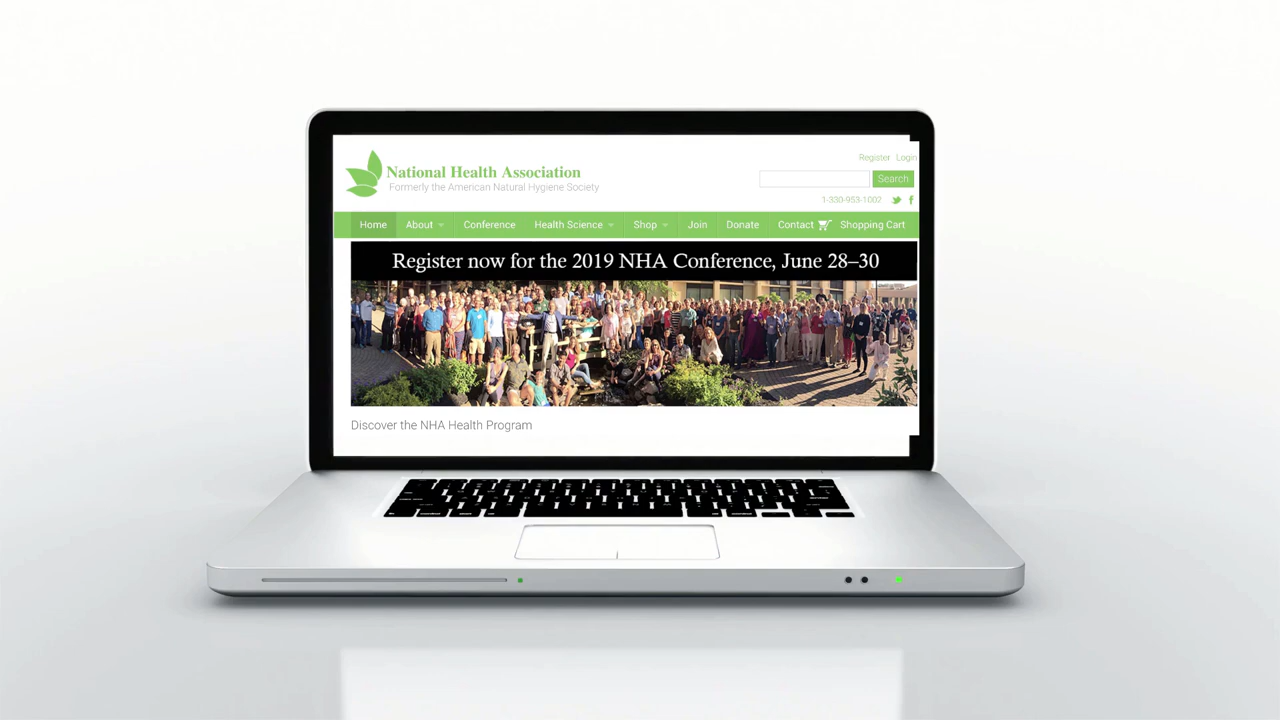 Register Login
National Health Association
Formerly the American Natural Hygiene Society
Search
1-330-953-1002
Home About Conference Health Science Shop Join Donate Contact Shopping Cart
Register now for the 2019 NHA Conference, June 28–30
Discover the NHA Health Program